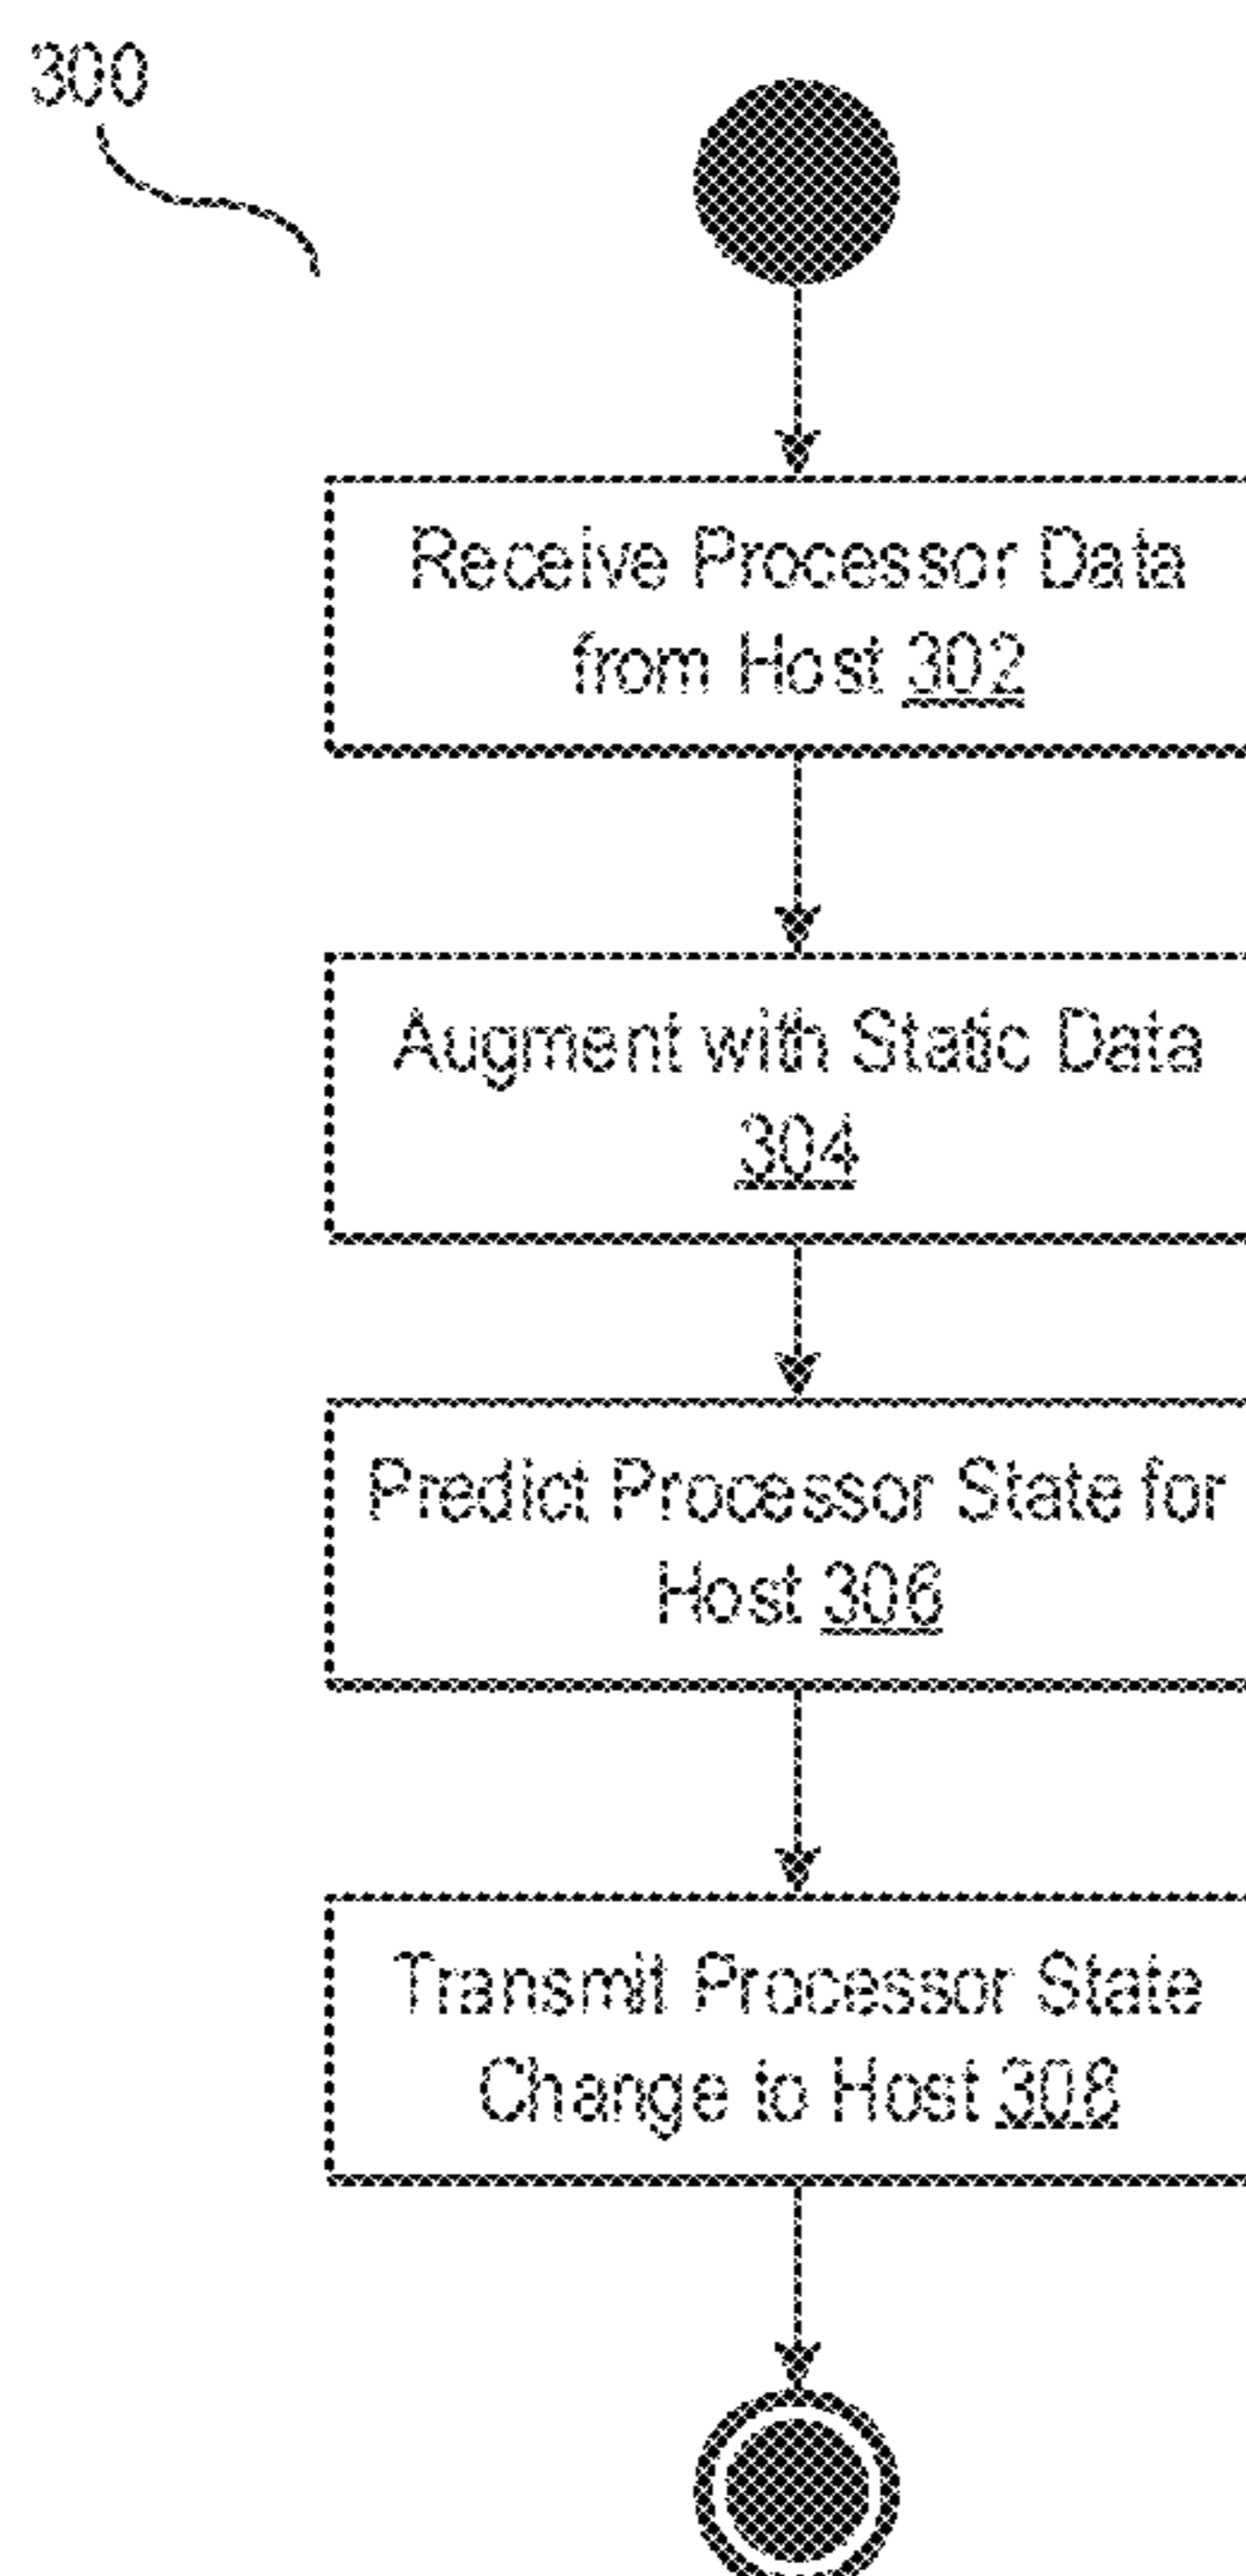 300
Receive Processor Data
from Host 302
Augment with Static Data
304
Predict Processor State for
Host 306
Transmit Processor State
Change to Host 308